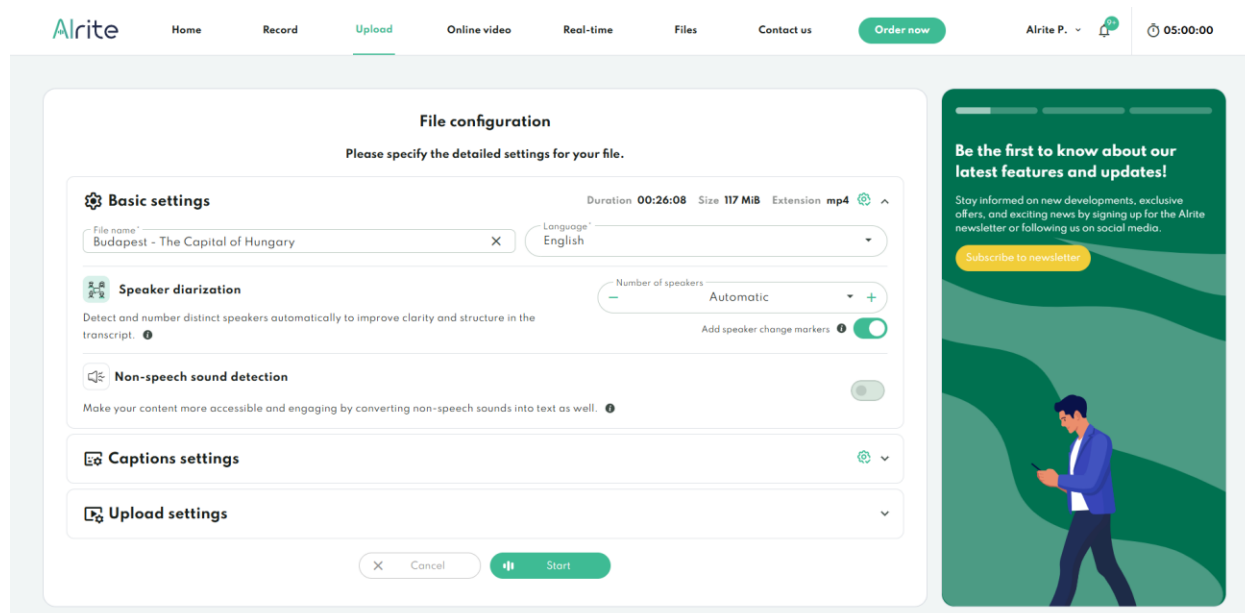 AIrite
Home
Record
Upload
Online video
Real-time
Files
Contact us
Order now
Alrite P.
9+
05:00:00
File configuration
Please specify the detailed settings for your file.
Basic settings
Duration 00:26:08 Size 117 MiB Extension mp4
File name*
Budapest - The Capital of Hungary
Language*
English
Speaker diarization
Detect and number distinct speakers automatically to improve clarity and structure in the
transcript.
Number of speakers
Automatic
Add speaker change markers
Non-speech sound detection
Make your content more accessible and engaging by converting non-speech sounds into text as well.
Captions settings
Upload settings
Cancel
Start
Be the first to know about our
latest features and updates!
Stay informed on new developments, exclusive
offers, and exciting news by signing up for the Alrite
newsletter or following us on social media.
Subscribe to newsletter